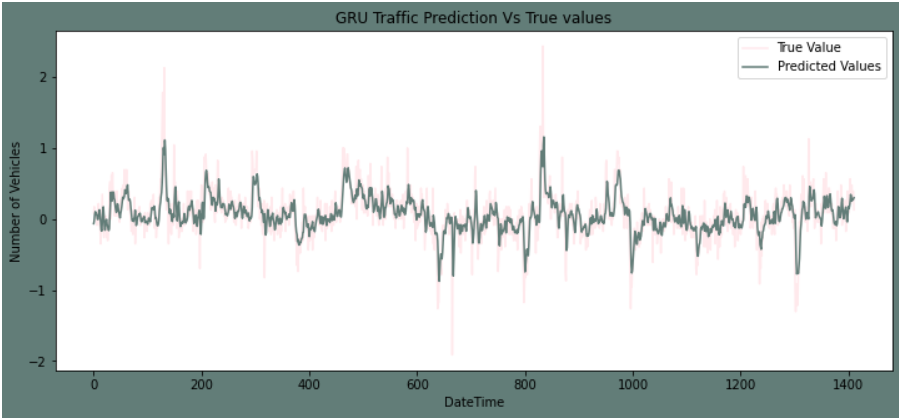 GRU Traffic Prediction Vs True values
True Value
Predicted Values
Number of Vehicles
2
1
0
−1
−2
0 200 400 600 800 1000 1200 1400
DateTime